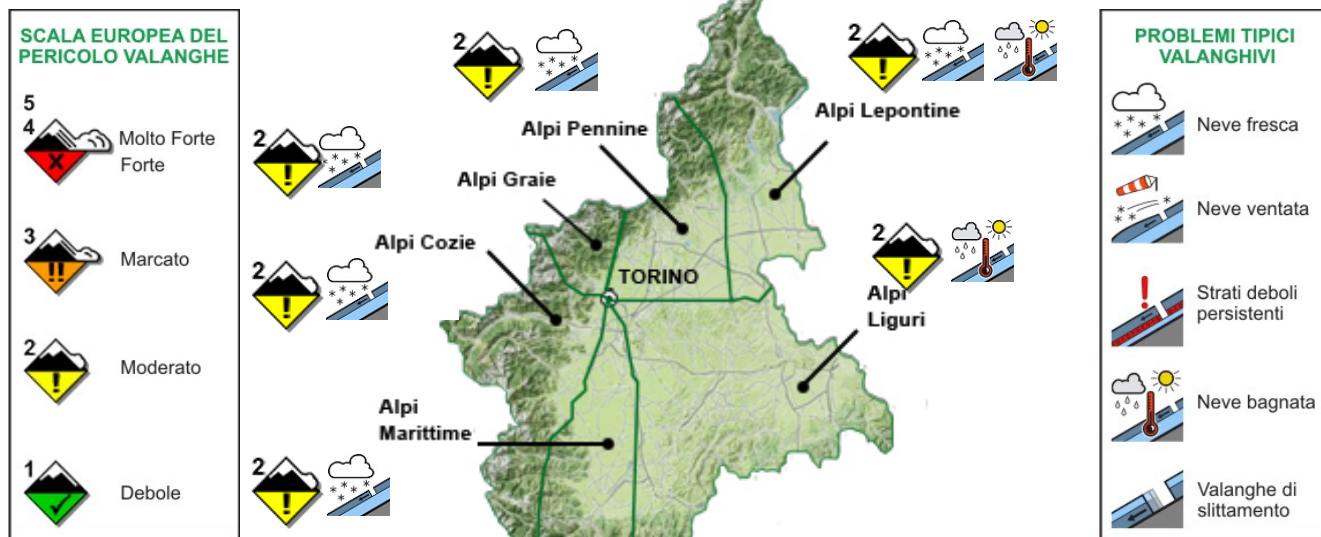 SCALA EUROPEA DEL
PERICOLO VALANGHE
5
4
Molto Forte
Forte
3
Marcato
2
Moderato
1
Debole
2
2
2
2
2
2
Alpi Lepontine
Alpi Pennine
Alpi Graie
Alpi Cozie
TORINO
Alpi
Liguri
Alpi
Marittime
PROBLEMI TIPICI
VALANGHIVI
Neve fresca
Neve ventata
Strati deboli
persistenti
Neve bagnata
Valanghe di
slittamento